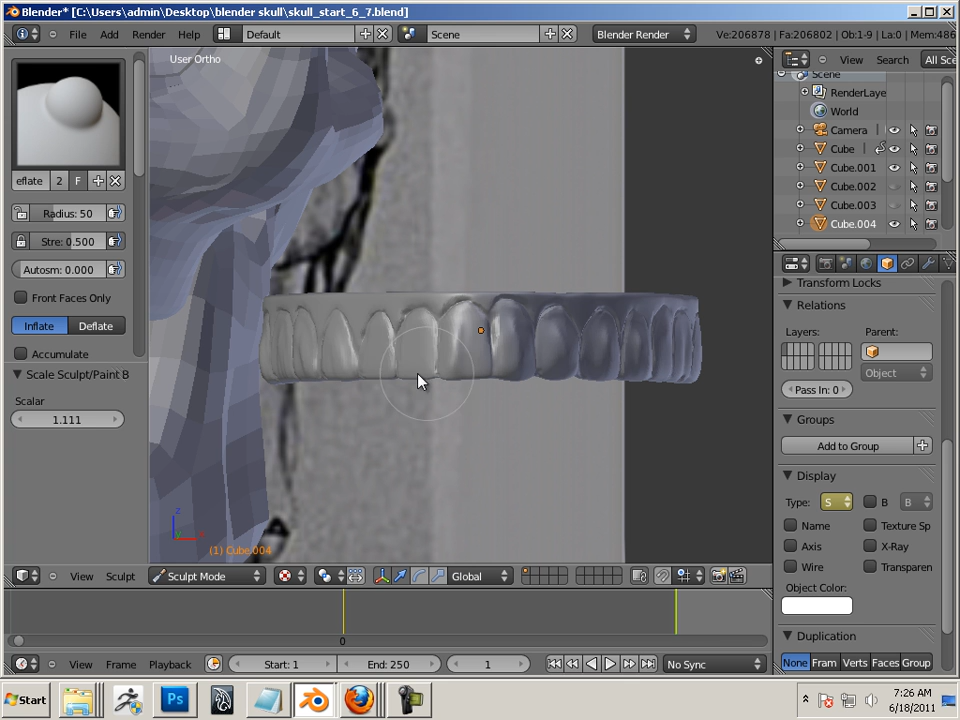 Blender* [C:\Users\admin\Desktop\blender skull\skull_start_6_7.blend]
File Add Render Help Default Scene Blender Render Ve:206878 | Fa:206802 | Ob:1-9 | La:0 | Mem:486
User Ortho
View Search All Sce
Scene
RenderLaye
World
Camera
Cube
Cube.001
Cube.002
Cube.003
Cube.004
eflate 2 F
Radius: 50
Stre: 0.500
Autosm: 0.000
Front Faces Only
Inflate Deflate
Accumulate
Scale Sculpt/Paint B
Scalar
1.111
Transform Locks
Relations
Layers: Parent:
Object
Pass In: 0
Groups
Add to Group
Display
Type: S B B
Name Texture Sp
Axis X-Ray
Wire Transparen
Object Color:
Duplication
None Fram Verts Faces Group
z
x
(1) Cube.004
View Sculpt Sculpt Mode Global
0
View Frame Playback Start: 1 End: 250 1 No Sync
Start Ps 7:26 AM
6/18/2011